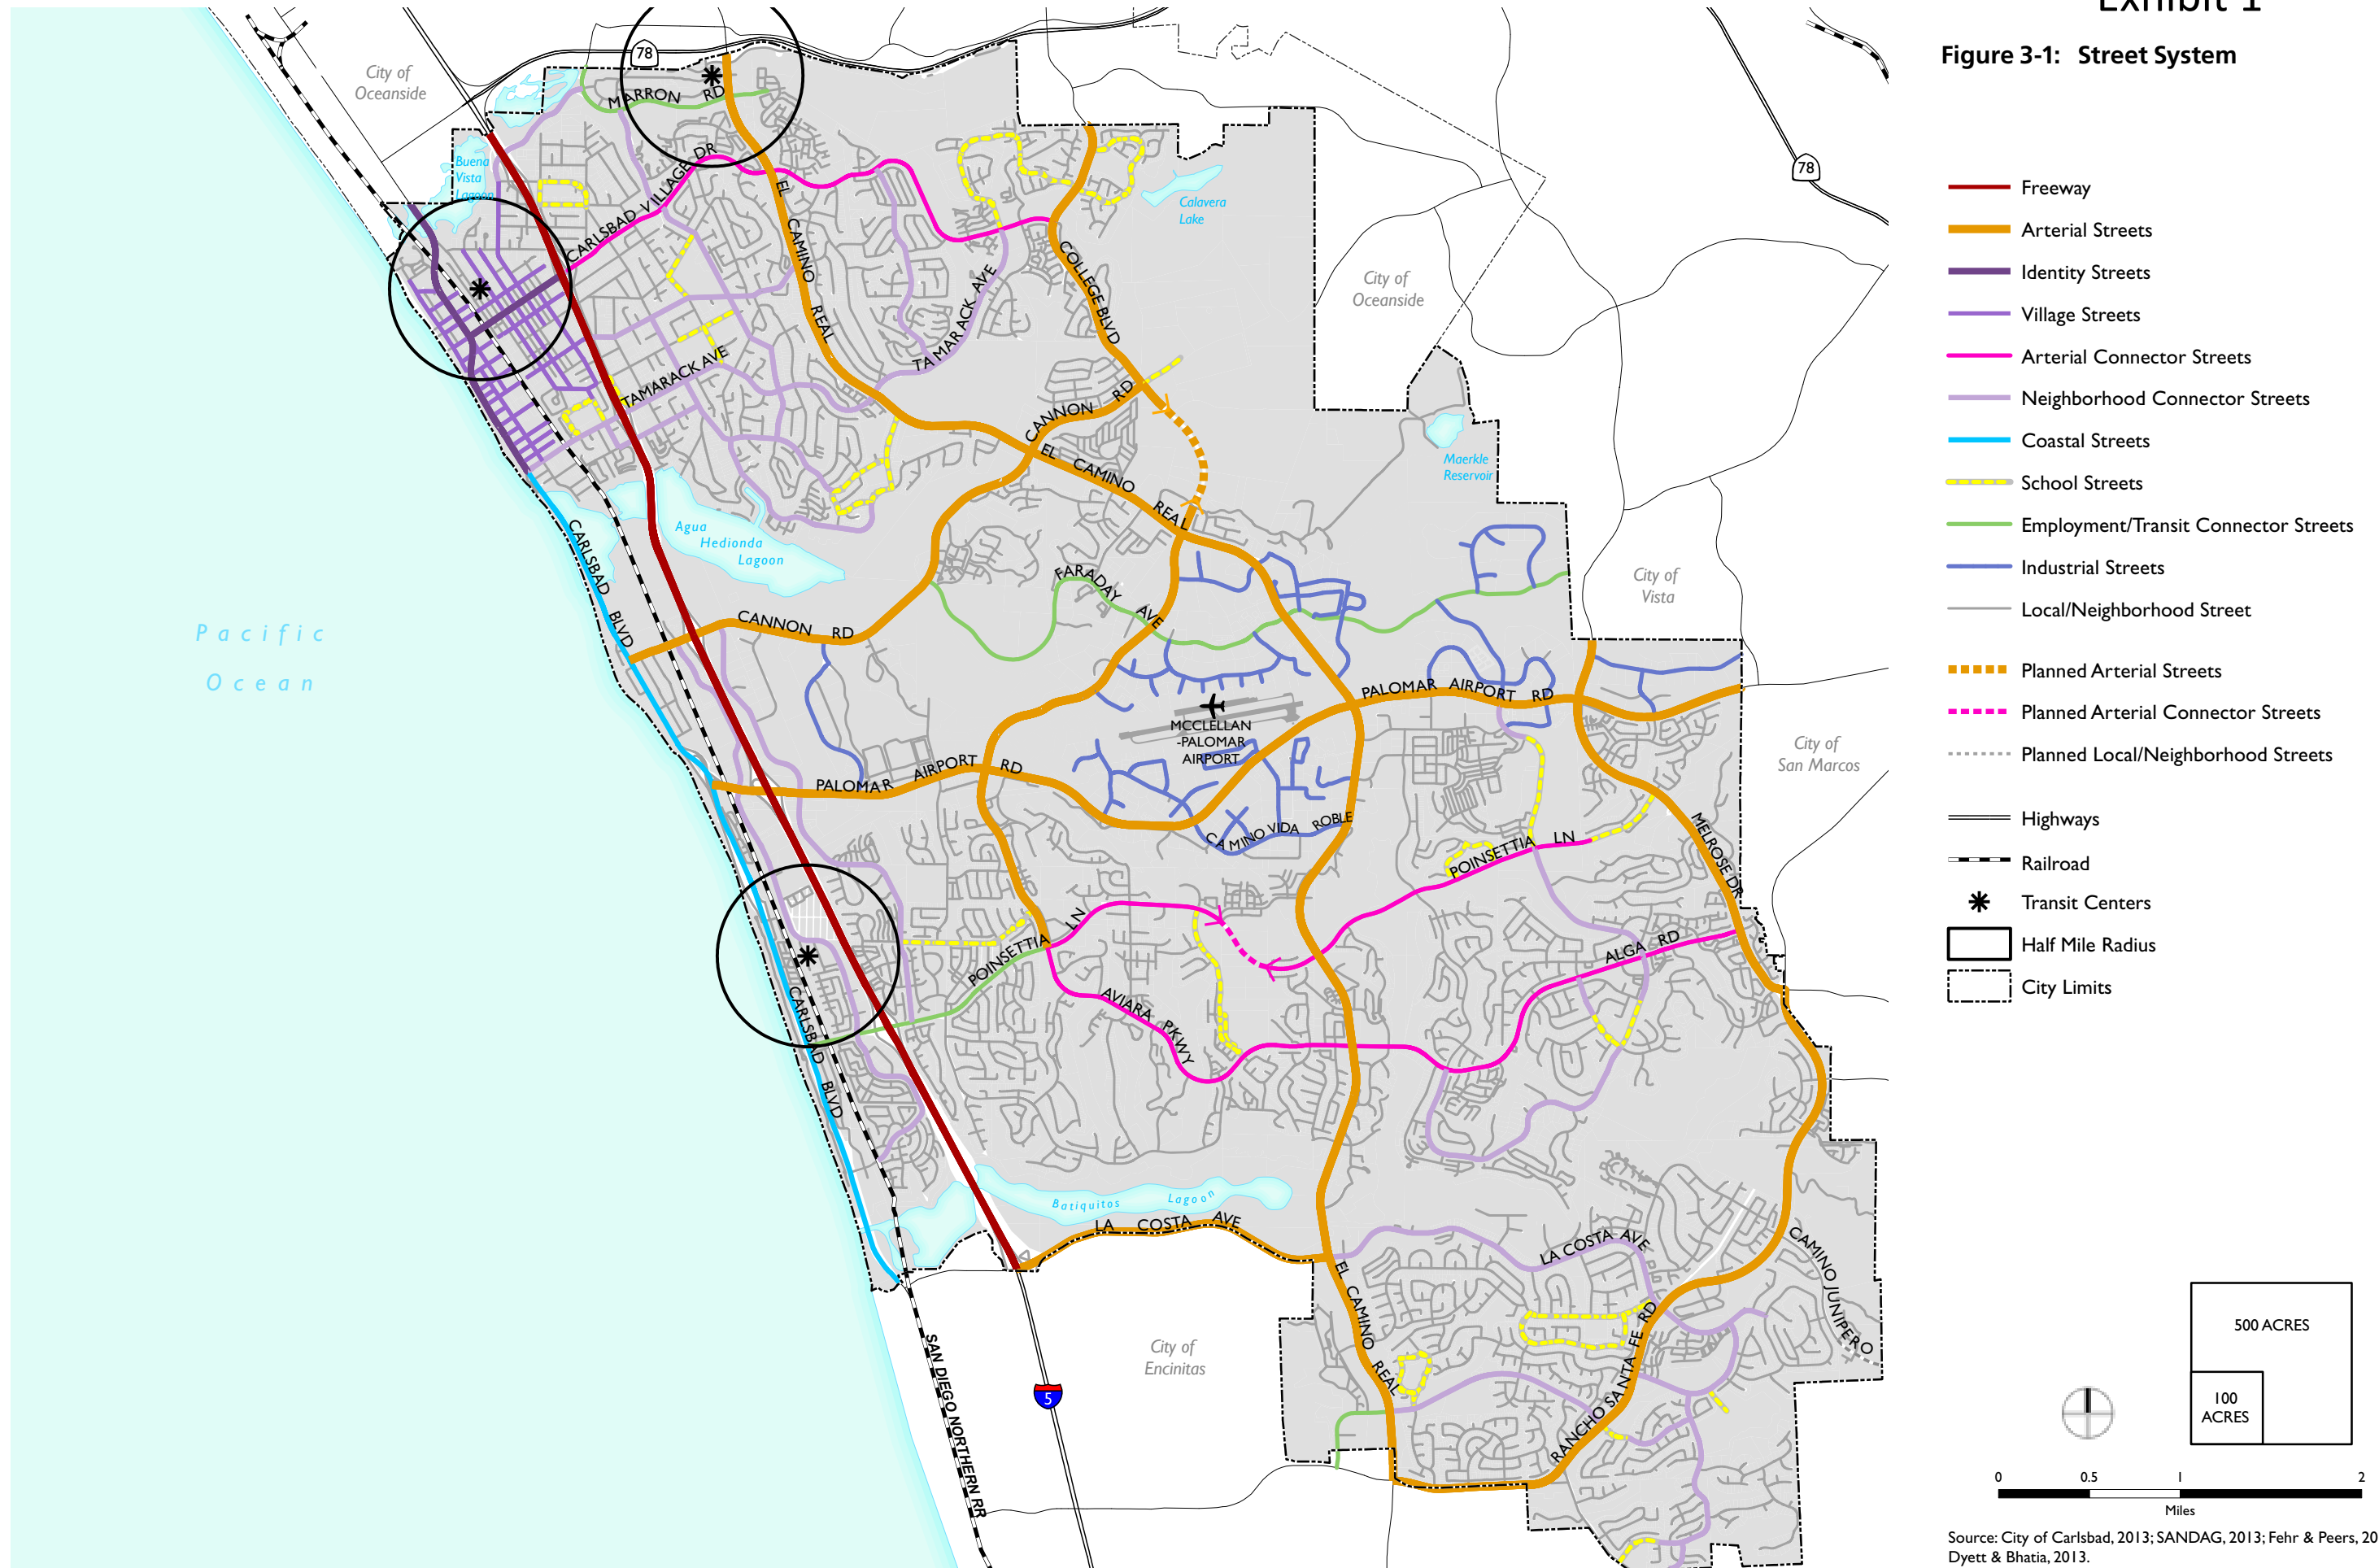 Exhibit 1
Figure 3-1: Street System
Freeway
Arterial Streets
Identity Streets
Village Streets
Arterial Connector Streets
Neighborhood Connector Streets
Coastal Streets
School Streets
Employment/Transit Connector Streets
Industrial Streets
Local/Neighborhood Street
Planned Arterial Streets
Planned Arterial Connector Streets
Planned Local/Neighborhood Streets
Highways
Railroad
Transit Centers
Half Mile Radius
City Limits
500 ACRES
100
ACRES
0 0.5 1 2
Miles
Source: City of Carlsbad, 2013; SANDAG, 2013; Fehr & Peers, 20
Dyett & Bhatia, 2013.
78
City of
Oceanside
MARRON RD
Buena
Vista
Lagoon
CARLSBAD VILLAGE DR
EL CAMINO REAL
Calavera
Lake
78
COLLEGE BLVD
TAMARACK AVE
City of
Oceanside
TAMARACK AVE
CANNON RD
EL CAMINO REAL
Maerkle
Reservoir
Agua
Hedionda
Lagoon
CARLSBAD BLVD
FARADAY AVE
City of
Vista
Pacific
Ocean
CANNON RD
PALOMAR AIRPORT RD
MCCLELLAN
-PALOMAR
AIRPORT
City of
San Marcos
PALOMAR AIRPORT RD
CAMINO VIDA ROBLE
MELROSE DR
POINSETTIA LN
POINSETTIA LN
ALGA RD
AVIARA PKWY
CARLSBAD BLVD
Batiquitos Lagoon
LA COSTA AVE
LA COSTA AVE
CAMINO JUNIPERO
EL CAMINO REAL
RANCHO SANTA FE RD
City of
Encinitas
SAN DIEGO NORTHERN RR
5